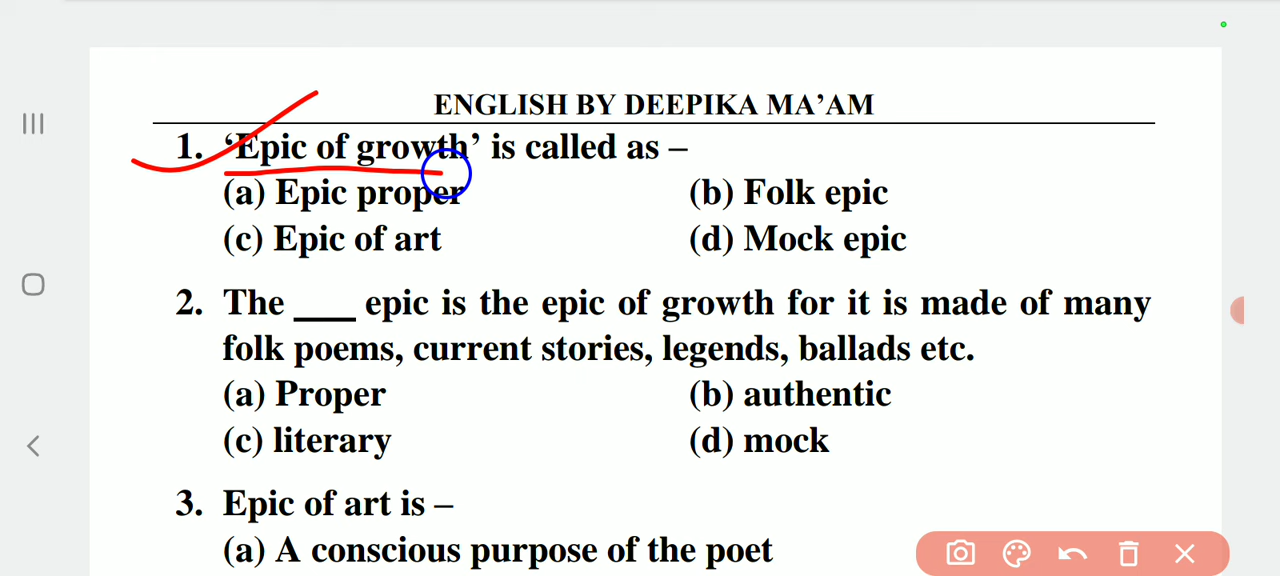 ENGLISH BY DEEPIKA MA’AM
1. ‘Epic of growth’ is called as –
(a) Epic proper (b) Folk epic
(c) Epic of art (d) Mock epic
2. The ____ epic is the epic of growth for it is made of many
folk poems, current stories, legends, ballads etc.
(a) Proper (b) authentic
(c) literary (d) mock
3. Epic of art is –
(a) A conscious purpose of the poet